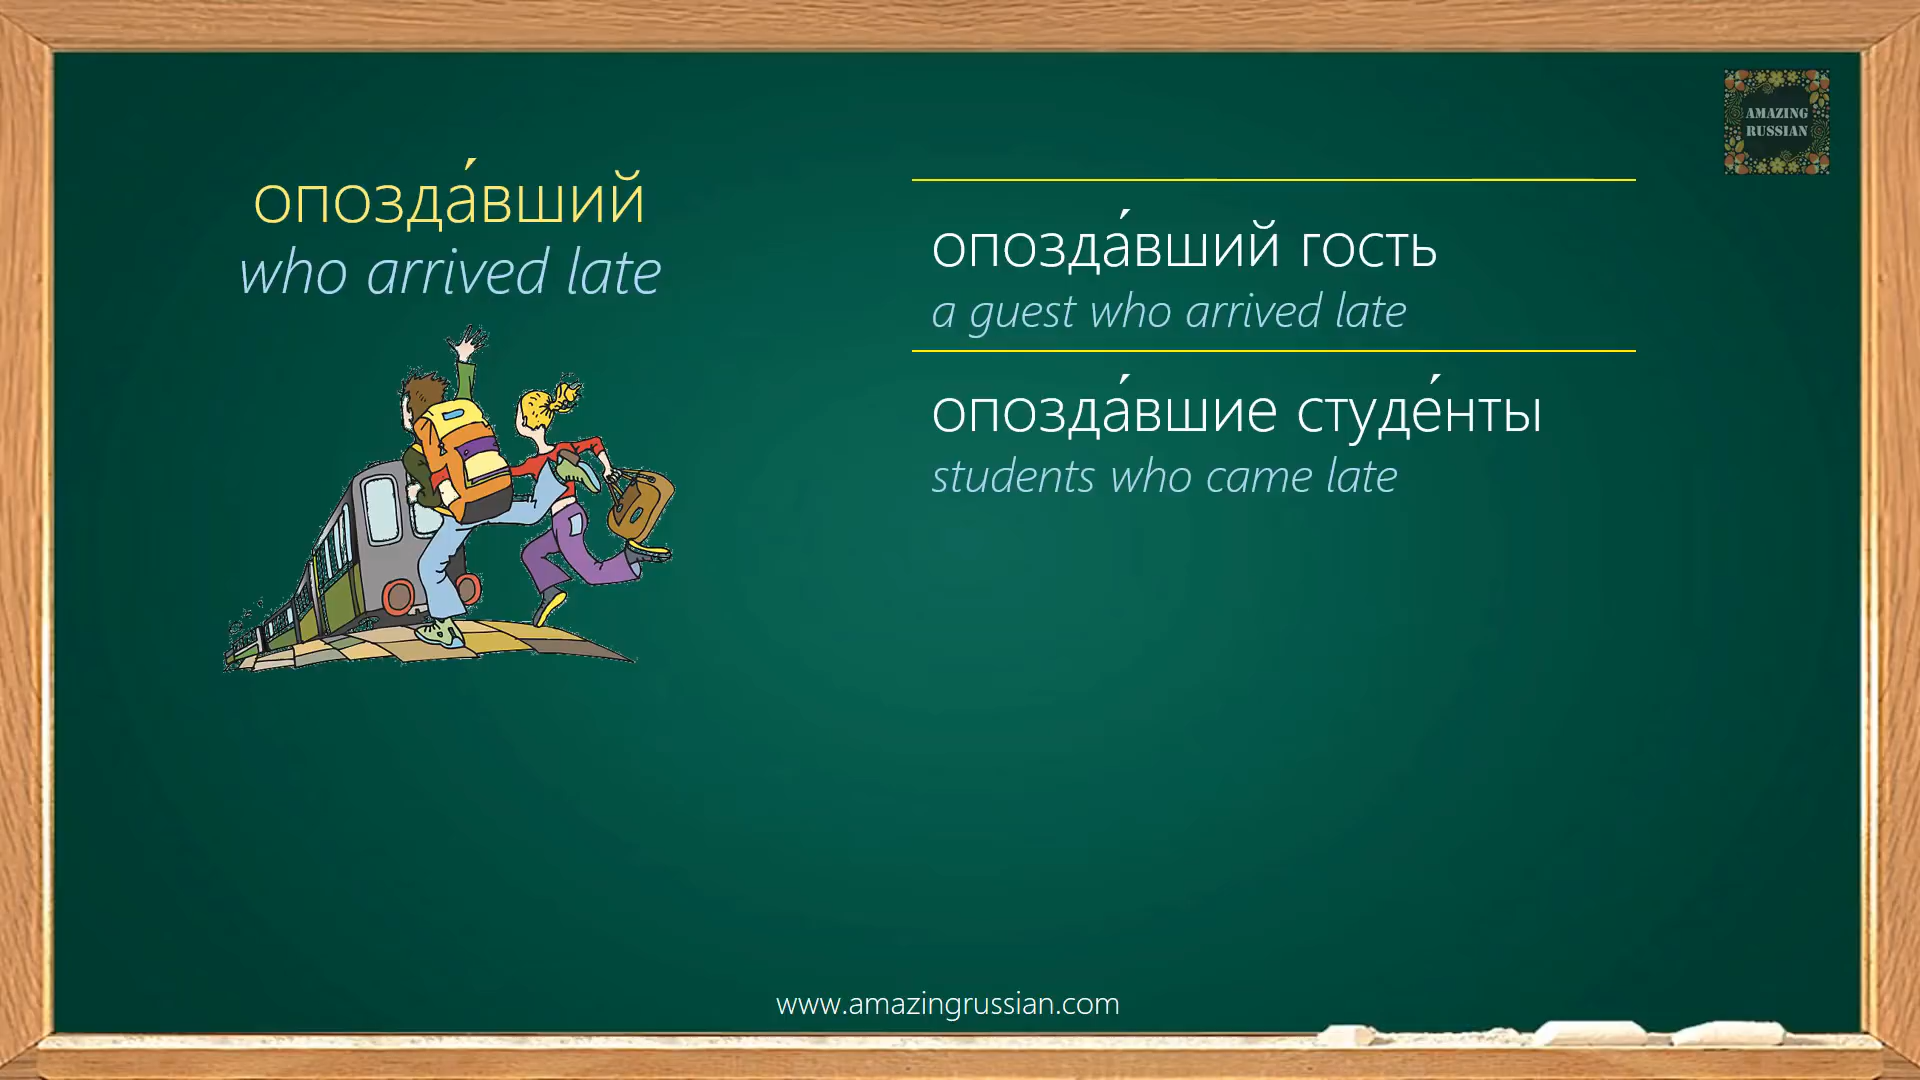 AMAZING
RUSSIAN
опозда́вший
who arrived late
опозда́вший гость
a guest who arrived late
опозда́вшие студе́нты
students who came late
www.amazingrussian.com